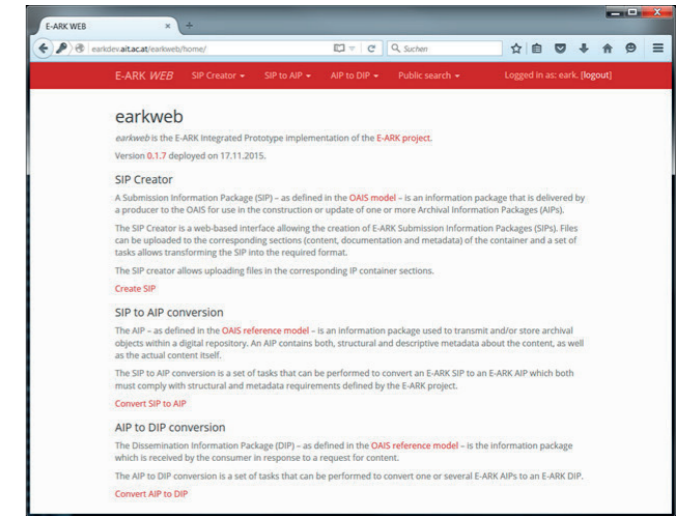 E-ARK WEB
earkdev.ait.ac.at/earkweb/home/
Suchen
E-ARK WEB SIP Creator SIP to AIP AIP to DIP Public search Logged in as: eark. [logout]
earkweb
earkweb is the E-ARK Integrated Prototype implementation of the E-ARK project.
Version 0.1.7 deployed on 17.11.2015.
SIP Creator
A Submission Information Package (SIP) – as defined in the OAIS model – is an information package that is delivered by
a producer to the OAIS for use in the construction or update of one or more Archival Information Packages (AIPs).
The SIP Creator is a web-based interface allowing the creation of E-ARK Submission Information Packages (SIPs). Files
can be uploaded to the corresponding sections (content, documentation and metadata) of the container and a set of
tasks allows transforming the SIP into the required format.
The SIP creator allows uploading files in the corresponding IP container sections.
Create SIP
SIP to AIP conversion
The AIP – as defined in the OAIS reference model – is an information package used to transmit and/or store archival
objects within a digital repository. An AIP contains both, structural and descriptive metadata about the content, as well
as the actual content itself.
The SIP to AIP conversion is a set of tasks that can be performed to convert an E-ARK SIP to an E-ARK AIP which both
must comply with structural and metadata requirements defined by the E-ARK project.
Convert SIP to AIP
AIP to DIP conversion
The Dissemination Information Package (DIP) – as defined in the OAIS reference model – is the information package
which is received by the consumer in response to a request for content.
The AIP to DIP conversion is a set of tasks that can be performed to convert one or several E-ARK AIPs to an E-ARK DIP.
Convert AIP to DIP